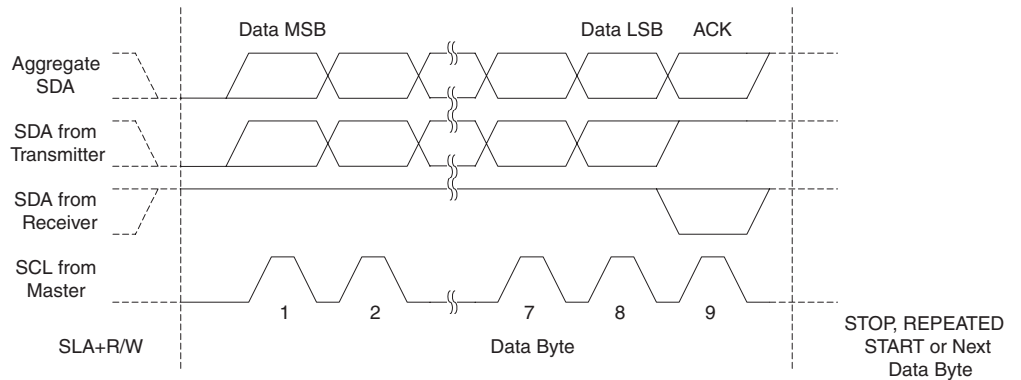 Data MSB
Data LSB
ACK
Aggregate
SDA
SDA from
Transmitter
SDA from
Receiver
SCL from
Master
1
2
7
8
9
SLA+R/W
Data Byte
STOP, REPEATED
START or Next
Data Byte